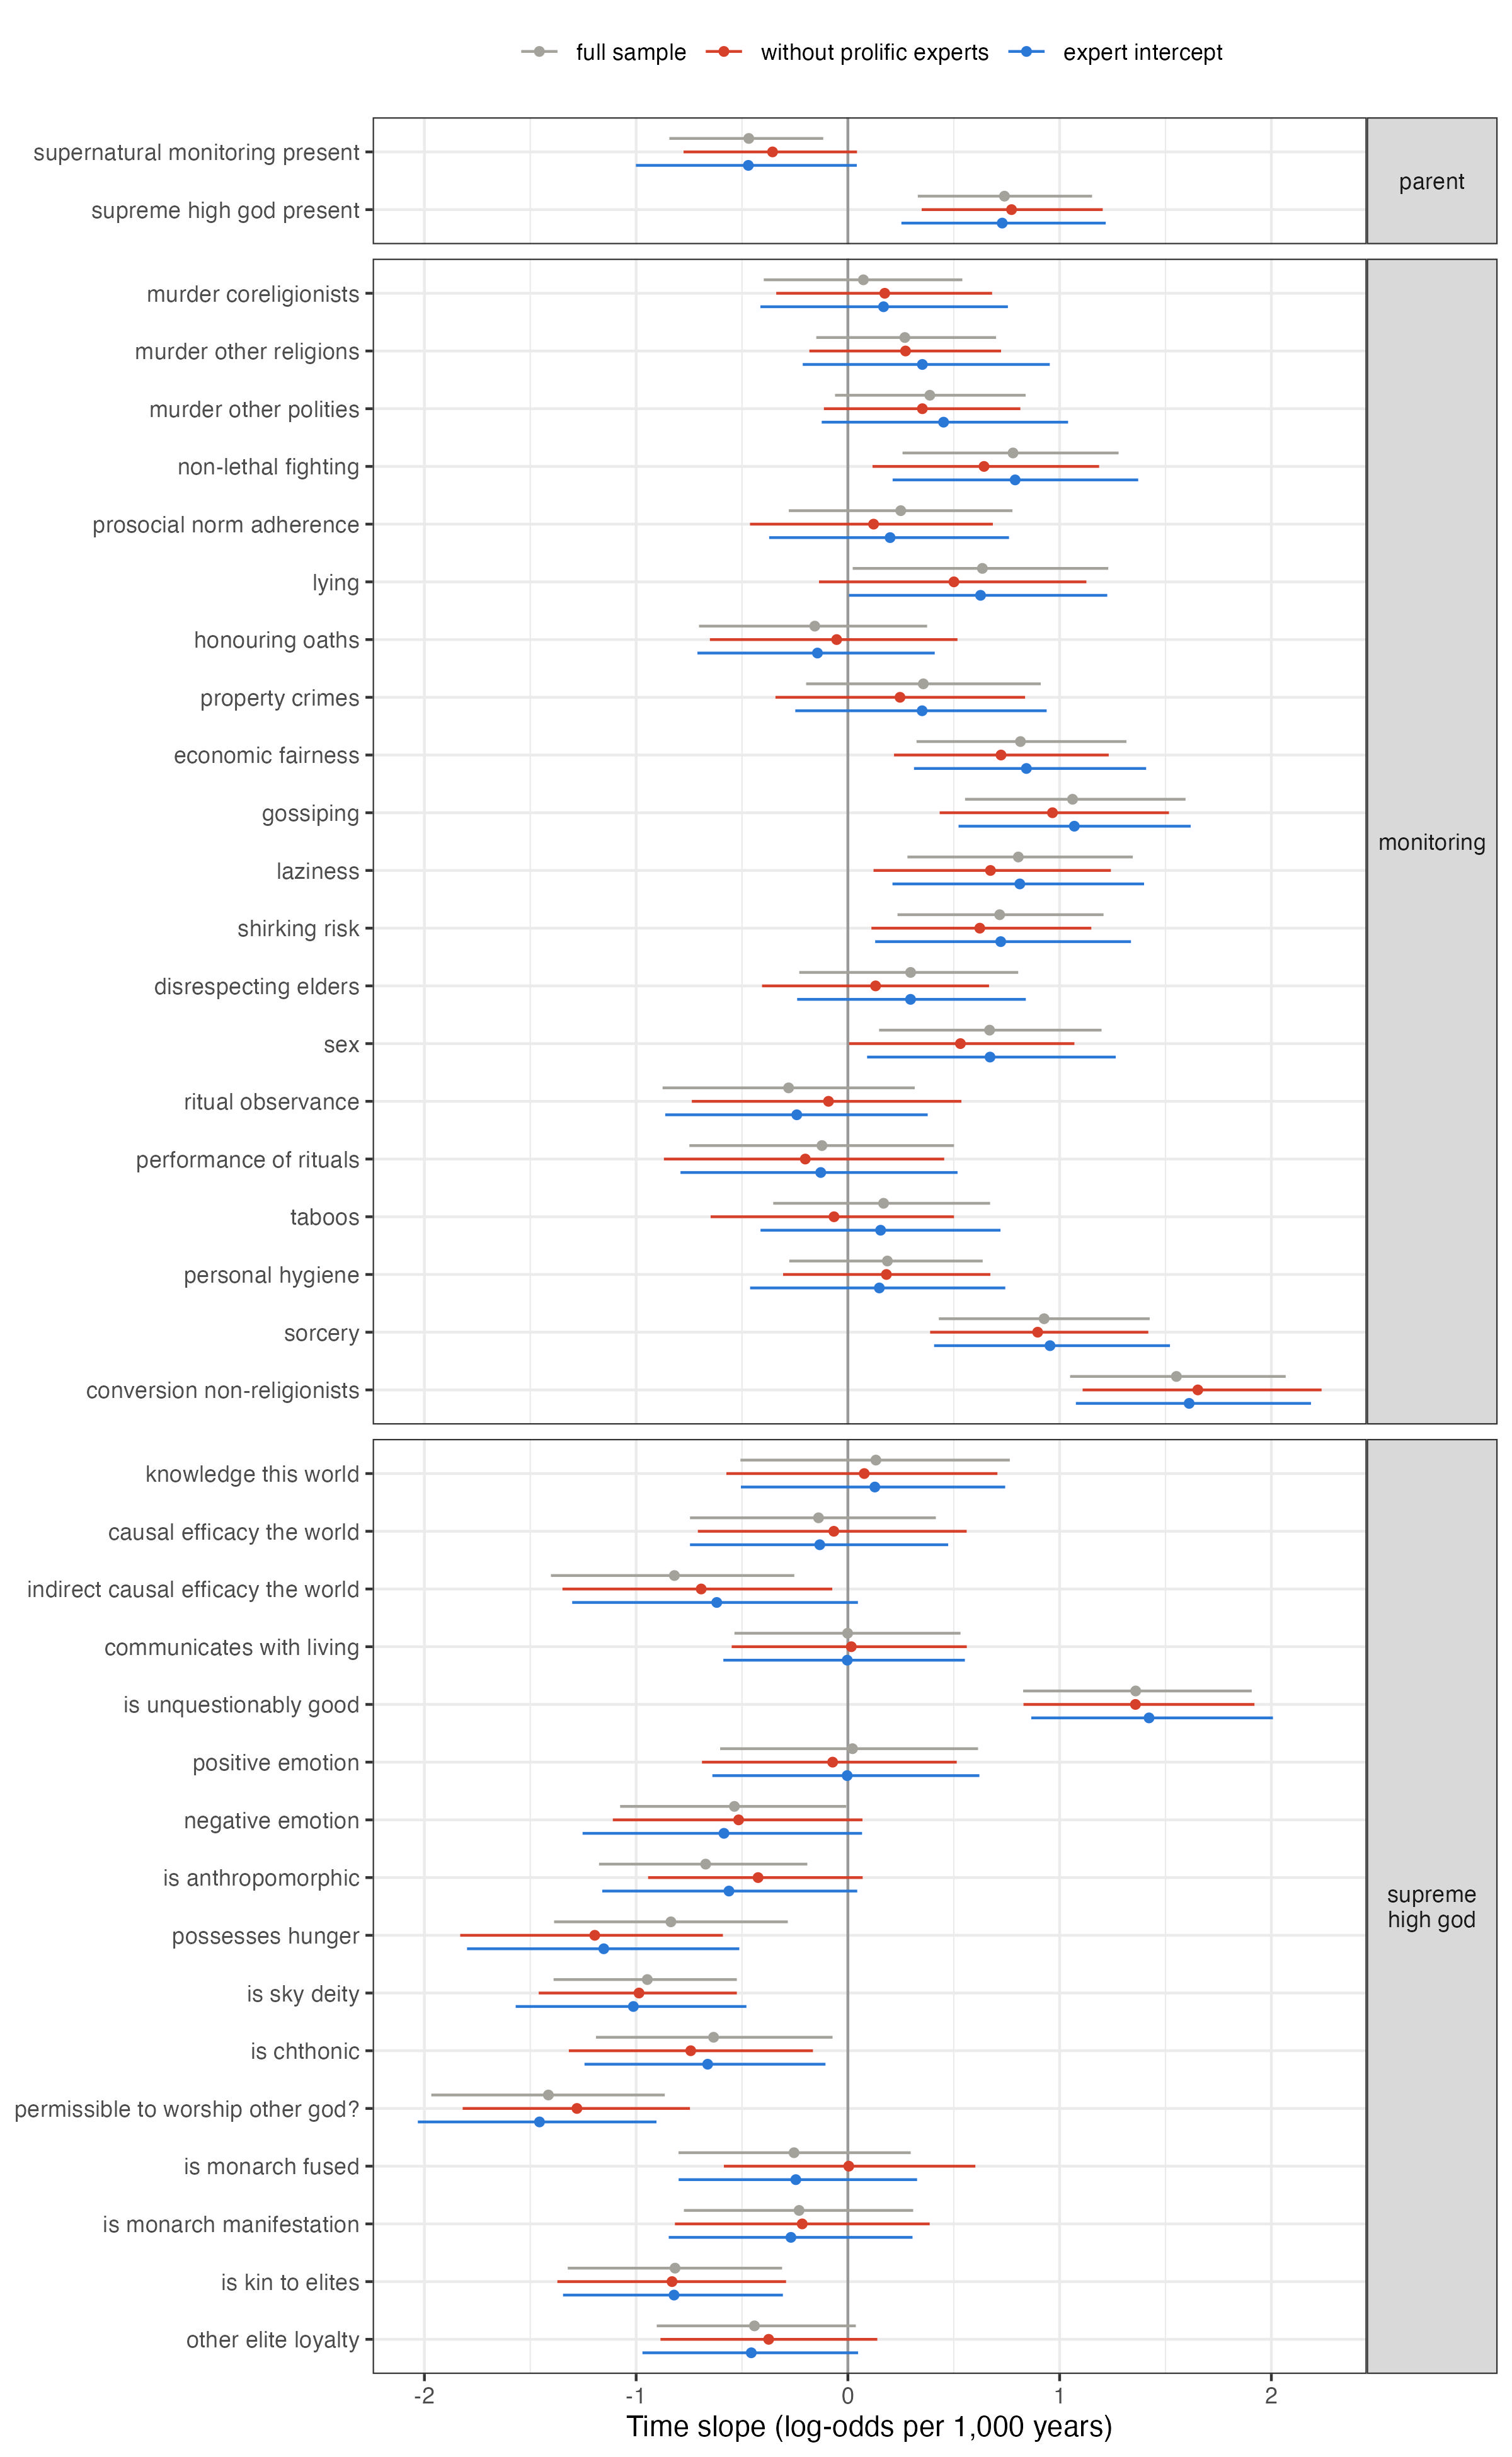 full sample without prolific experts expert intercept
supernatural monitoring present
supreme high god present
parent
murder coreligionists
murder other religions
murder other polities
non-lethal fighting
prosocial norm adherence
lying
honouring oaths
property crimes
economic fairness
gossiping
laziness
shirking risk
disrespecting elders
sex
ritual observance
performance of rituals
taboos
personal hygiene
sorcery
conversion non-religionists
monitoring
knowledge this world
causal efficacy the world
indirect causal efficacy the world
communicates with living
is unquestionably good
positive emotion
negative emotion
is anthropomorphic
possesses hunger
is sky deity
is chthonic
permissible to worship other god?
is monarch fused
is monarch manifestation
is kin to elites
other elite loyalty
supreme
high god
-2 -1 0 1 2
Time slope (log-odds per 1,000 years)